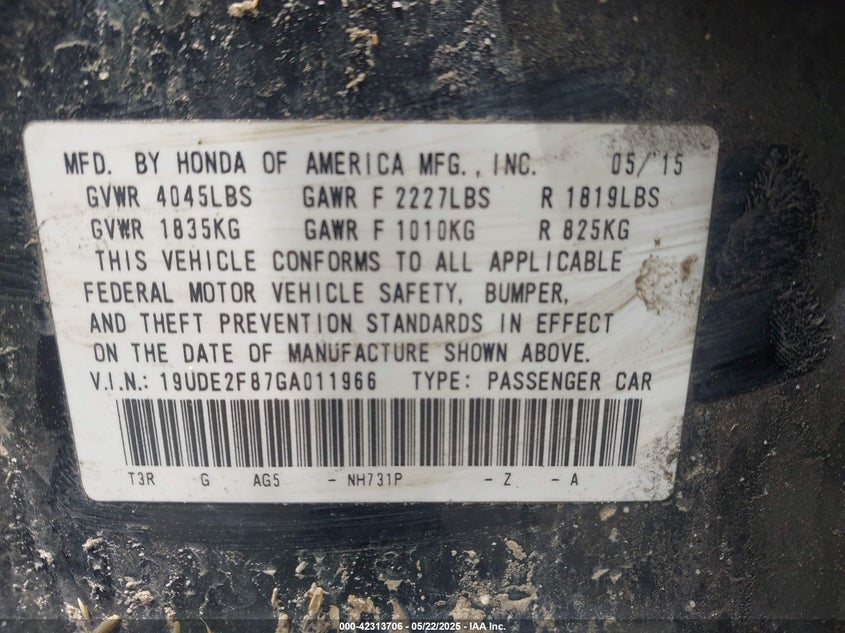 MFD. BY HONDA OF AMERICA MFG., INC. 05/'15
GVWR 4045LBS GAWR F 2227LBS R 1819LBS
GVWR 1835KG GAWR F 1010KG R 825KG
THIS VEHICLE CONFORMS TO ALL APPLICABLE
FEDERAL MOTOR VEHICLE SAFETY, BUMPER,
AND THEFT PREVENTION STANDARDS IN EFFECT
ON THE DATE OF MANUFACTURE SHOWN ABOVE.
V.I.N.: 19UDE2F87GA011966 TYPE: PASSENGER CAR
T3R G AG5 - NH731P - Z - A
000-42313706 - 05/22/2025 - IAA Inc.